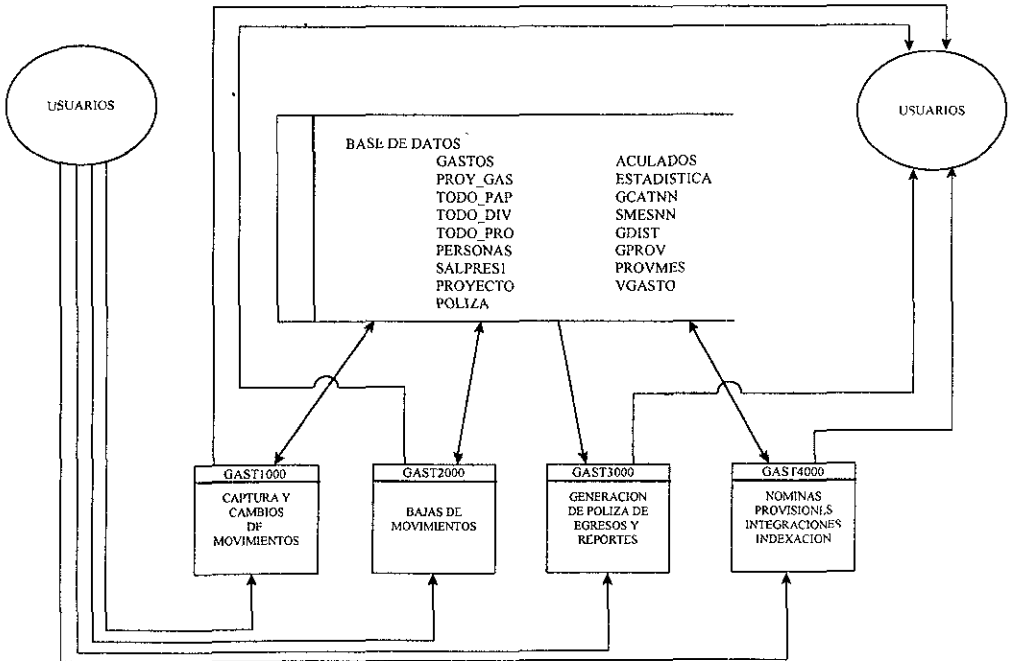 USUARIOS
USUARIOS
BASE DE DATOS
GASTOS
PROY_GAS
TODO_PAP
TODO_DIV
TODO_PRO
PERSONAS
SALPRES1
PROYECTO
POLIZA
ACULADOS
ESTADISTICA
GCATNN
SMESNN
GDIST
GPROV
PROVMES
VGASTO
GAST1000
CAPTURA Y
CAMBIOS
DE
MOVIMIENTOS
GAST2000
BAJAS DE
MOVIMIENTOS
GAST3000
GENERACION
DE POLIZA DE
EGRESOS Y
REPORTES
GAST4000
NOMINAS
PROVISIONES
INTEGRACIONES
INDEXACION